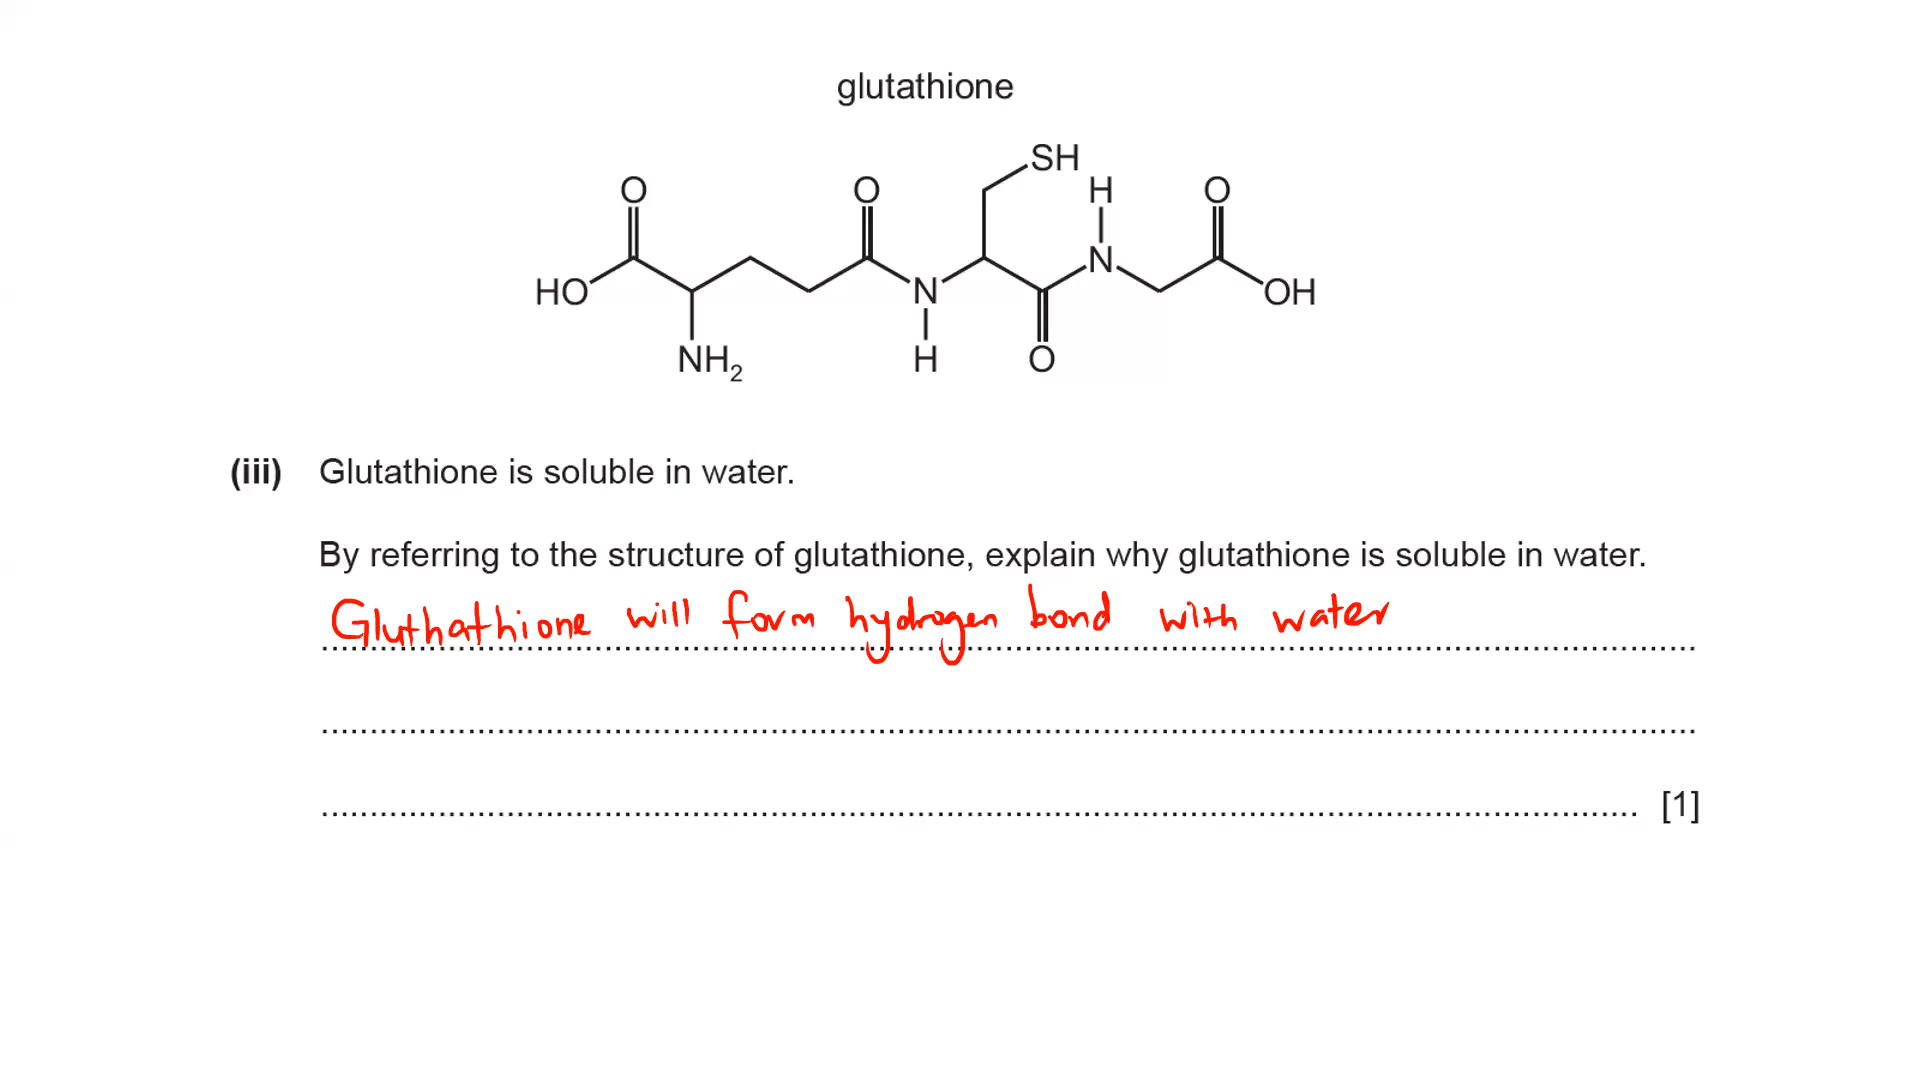 glutathione
SH
O O H O
HO N N OH
NH2 H O
(iii) Glutathione is soluble in water.
By referring to the structure of glutathione, explain why glutathione is soluble in water.
Gluthathione will form hydrogen bond with water
[1]